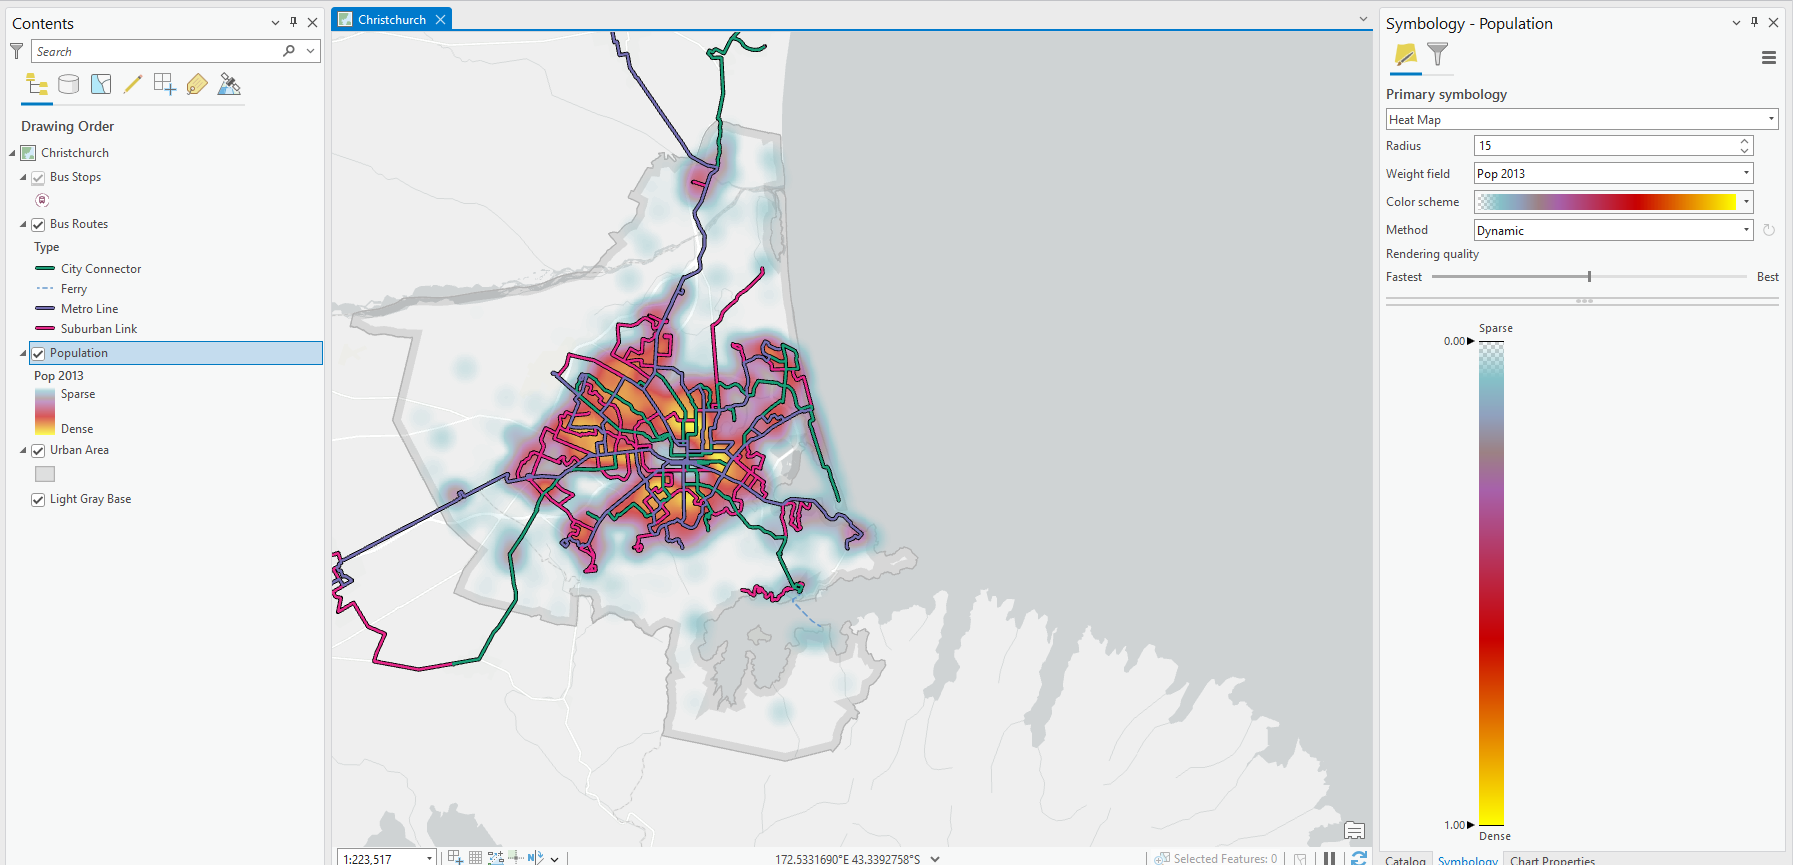 Contents
Search
Drawing Order
Christchurch
Bus Stops
Bus Routes
Type
City Connector
Ferry
Metro Line
Suburban Link
Population
Pop 2013
Sparse
Dense
Urban Area
Light Gray Base
Christchurch
1:223,517
N
172.5331690°E 43.3392758°S
Selected Features: 0
Symbology - Population
Primary symbology
Heat Map
Radius 15
Weight field Pop 2013
Color scheme
Method Dynamic
Rendering quality
Fastest Best
Sparse
0.00
1.00
Dense
Catalog Symbology Chart Properties